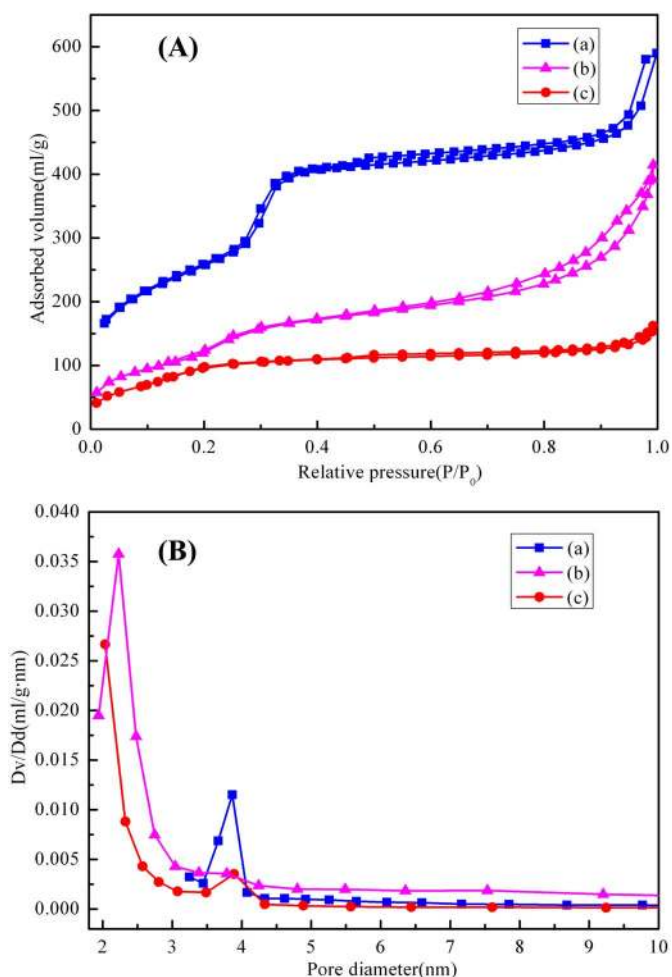 (A)
(a)
(b)
(c)
600
500
400
300
200
100
0
Adsorbed volume(ml/g)
0.0 0.2 0.4 0.6 0.8 1.0
Relative pressure(P/P₀)
(B)
(a)
(b)
(c)
0.040
0.035
0.030
0.025
0.020
0.015
0.010
0.005
0.000
Dv/Dd(ml/g·nm)
2 3 4 5 6 7 8 9 10
Pore diameter(nm)